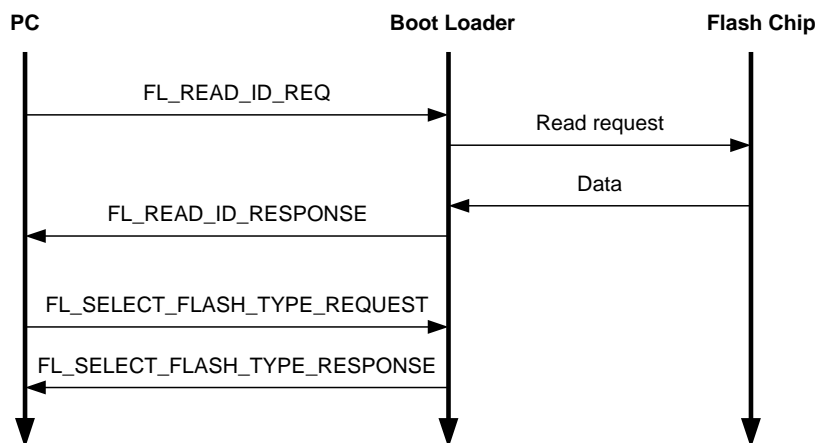 PC
Boot Loader
Flash Chip
FL_READ_ID_REQ
Read request
Data
FL_READ_ID_RESPONSE
FL_SELECT_FLASH_TYPE_REQUEST
FL_SELECT_FLASH_TYPE_RESPONSE